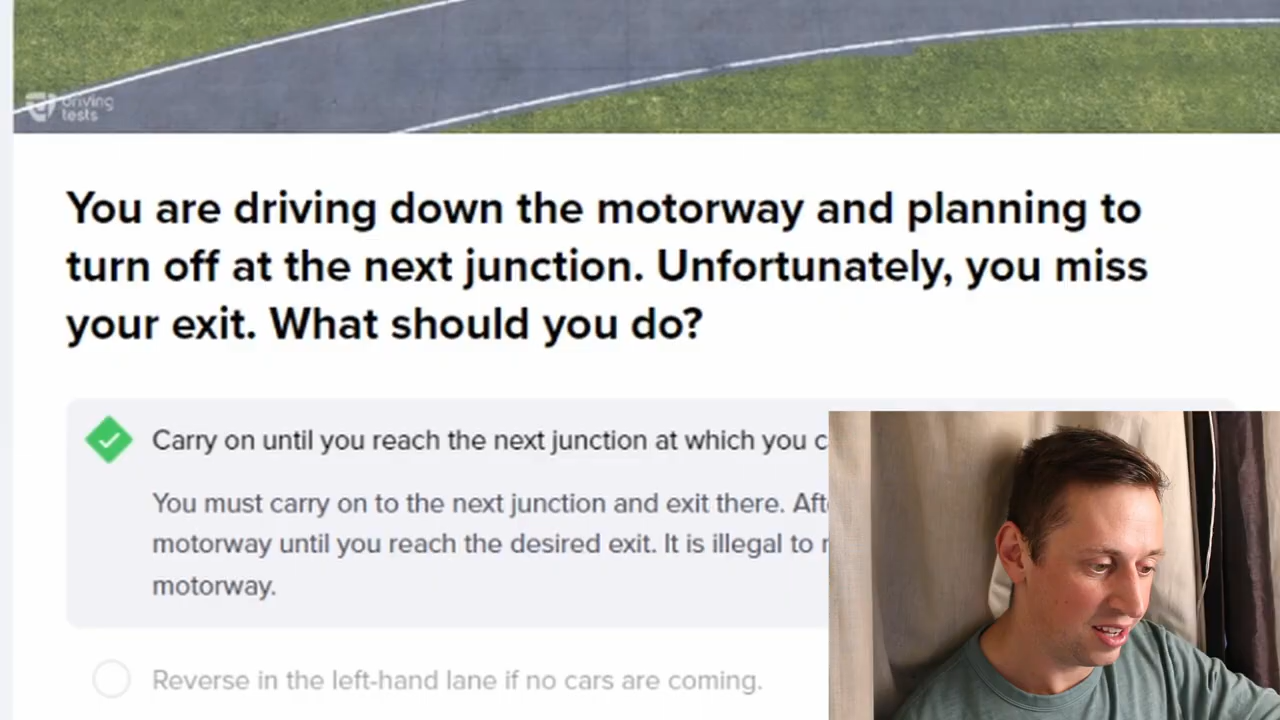 driving
tests
You are driving down the motorway and planning to
turn off at the next junction. Unfortunately, you miss
your exit. What should you do?
Carry on until you reach the next junction at which you
You must carry on to the next junction and exit there.
motorway until you reach the desired exit. It is illegal to
motorway.
Reverse in the left-hand lane if no cars are coming.